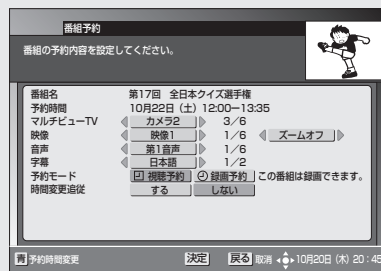 番組予約
番組の予約内容を設定してください。
番組名 第17回 全日本クイズ選手権
予約時間 10月22日（土）12:00ー13:35
マルチビューTV カメラ2 3／6
映像 映像1 1／6 ズームオフ
音声 第1音声 1／6
字幕 日本語 1／2
予約モード 視聴予約 録画予約 この番組は録画できます。
時間変更追従 する しない
青 予約時間変更 決定 戻る 取消 10月20日（木）20：45